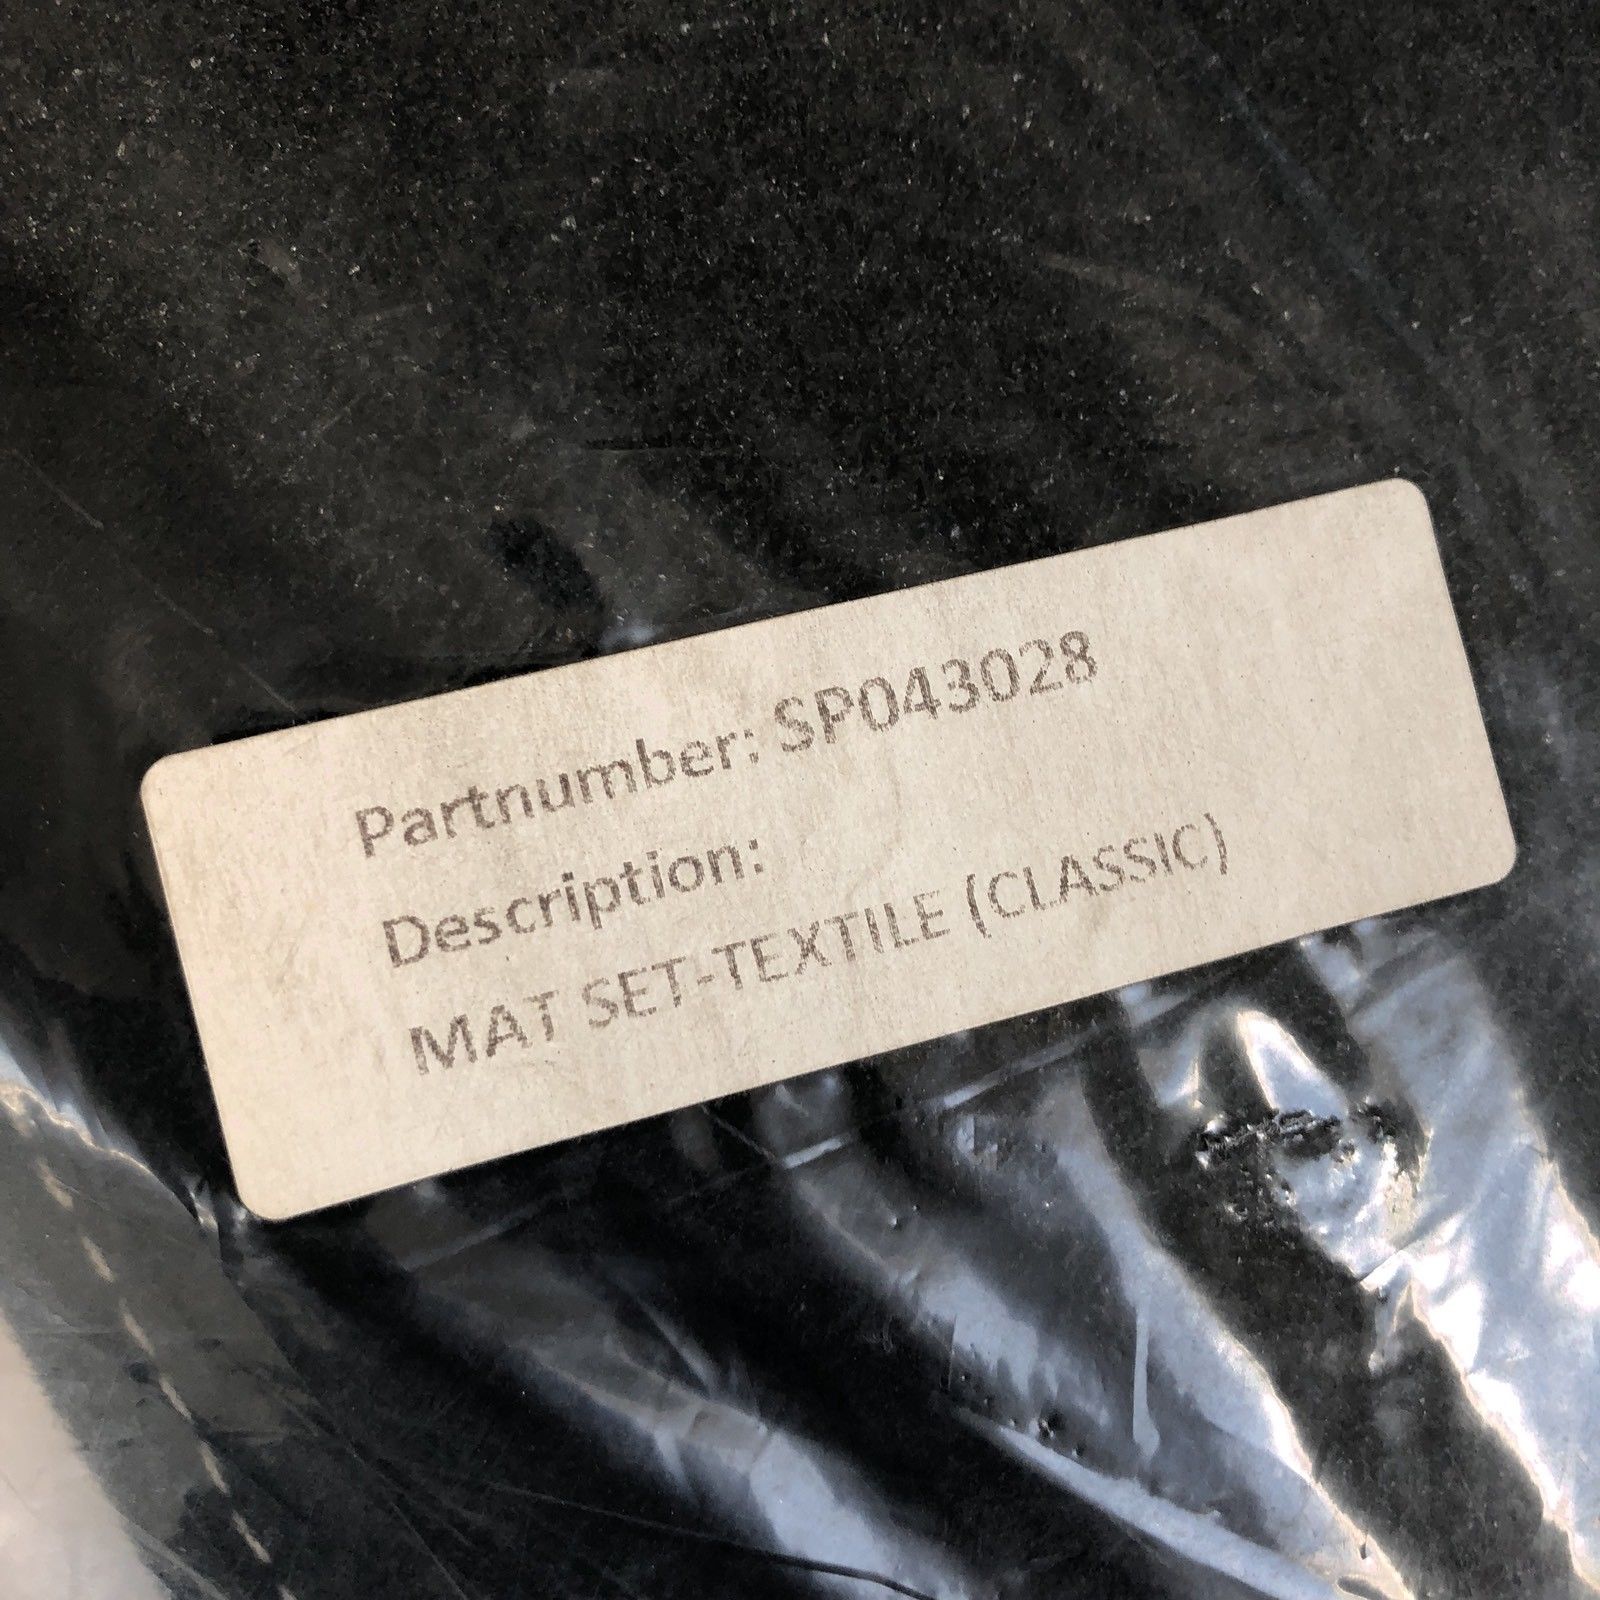 Partnumber: SP043028
Description:
MAT SET-TEXTILE (CLASSIC)